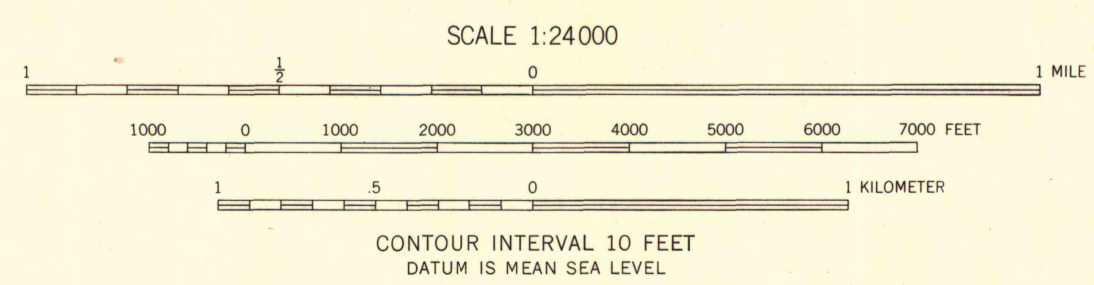 SCALE 1:24000
1 ½ 0 1 MILE
1000 0 1000 2000 3000 4000 5000 6000 7000 FEET
1 .5 0 1 KILOMETER
CONTOUR INTERVAL 10 FEET
DATUM IS MEAN SEA LEVEL